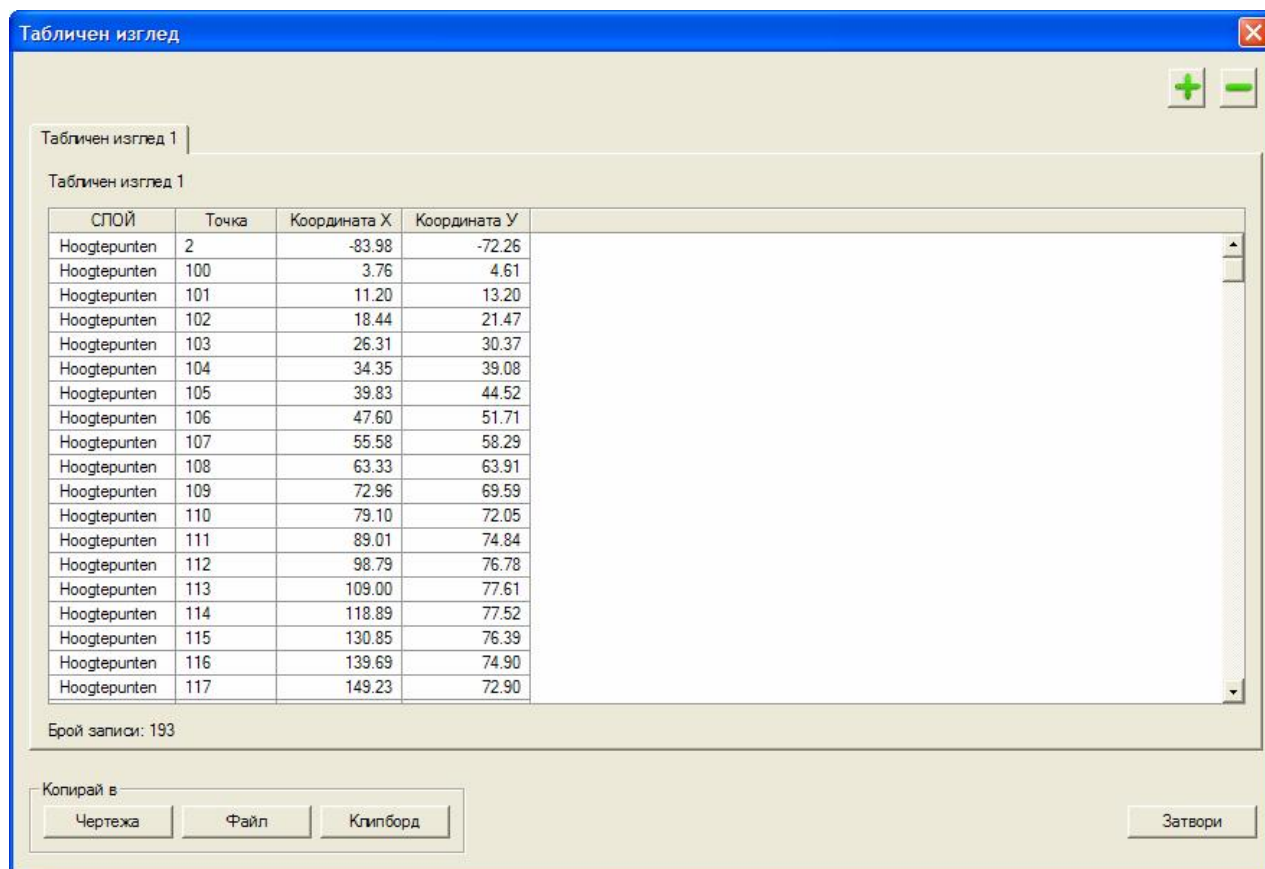 Табличен изглед
Табличен изглед 1
Табличен изглед 1
СЛОЙ Точка Координата X Координата У
Hoogtepunten 2 -83.98 -72.26
Hoogtepunten 100 3.76 4.61
Hoogtepunten 101 11.20 13.20
Hoogtepunten 102 18.44 21.47
Hoogtepunten 103 26.31 30.37
Hoogtepunten 104 34.35 39.08
Hoogtepunten 105 39.83 44.52
Hoogtepunten 106 47.60 51.71
Hoogtepunten 107 55.58 58.29
Hoogtepunten 108 63.33 63.91
Hoogtepunten 109 72.96 69.59
Hoogtepunten 110 79.10 72.05
Hoogtepunten 111 89.01 74.84
Hoogtepunten 112 98.79 76.78
Hoogtepunten 113 109.00 77.61
Hoogtepunten 114 118.89 77.52
Hoogtepunten 115 130.85 76.39
Hoogtepunten 116 139.69 74.90
Hoogtepunten 117 149.23 72.90
Брой записи: 193
Копирай в
Чертежа Файл Клипборд Затвори